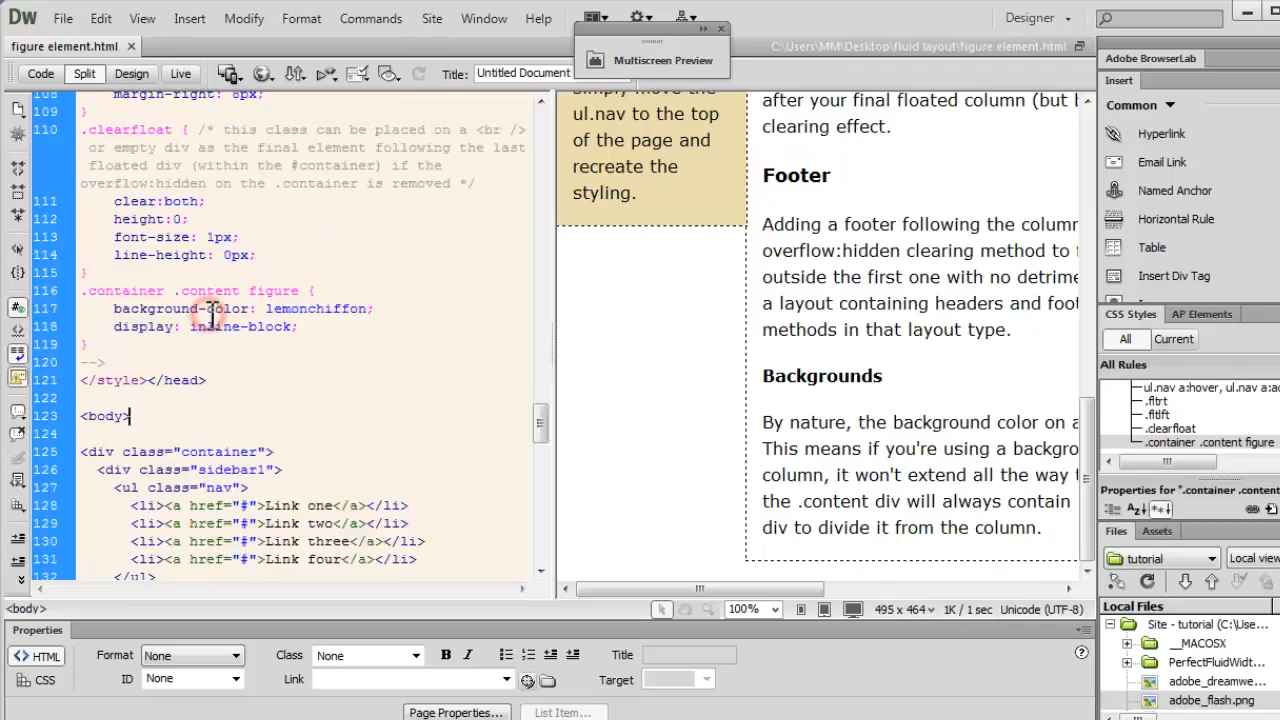 Dw File Edit View Insert Modify Format Commands Site Window Help Designer
figure element.html × C:\Users\MM\Desktop\fluid layout\figure element.html
Multiscreen Preview
Code Split Design Live Title: Untitled Document
108 margin-right: 8px;
109 }
110 .clearfloat { /* this class can be placed on a <br />
or empty div as the final element following the last
floated div (within the #container) if the
overflow:hidden on the .container is removed */
111 clear:both;
112 height:0;
113 font-size: 1px;
114 line-height: 0px;
115 }
116 .container .content figure {
117 background-color: lemonchiffon;
118 display: inline-block;
119 }
120 -->
121 </style></head>
122
123 <body>
124
125 <div class="container">
126 <div class="sidebar1">
127 <ul class="nav">
128 <li><a href="#">Link one</a></li>
129 <li><a href="#">Link two</a></li>
130 <li><a href="#">Link three</a></li>
131 <li><a href="#">Link four</a></li>
132 </ul>
simply move the
ul.nav to the top
of the page and
recreate the
styling.
after your final floated column (but b
clearing effect.
Footer
Adding a footer following the column
overflow:hidden clearing method to f
outside the first one with no detrime
a layout containing headers and foot
methods in that layout type.
Backgrounds
By nature, the background color on a
This means if you're using a backgro
column, it won't extend all the way t
the .content div will always contain
div to divide it from the column.
<body> 100% 495 x 464 1K / 1 sec Unicode (UTF-8)
Properties
HTML Format None Class None B I Title
CSS ID None Link Target
Page Properties... List Item...
Adobe BrowserLab
Insert
Common
Hyperlink
Email Link
Named Anchor
Horizontal Rule
Table
Insert Div Tag
CSS Styles AP Elements
All Current
All Rules
ul.nav a:hover, ul.nav a:ac
.fltrt
.fltlft
.clearfloat
.container .content figure
Properties for ".container .conten
Files Assets
tutorial Local view
Local Files
Site - tutorial (C:\Use...
__MACOSX
PerfectFluidWidt...
adobe_dreamwe...
adobe_flash.png